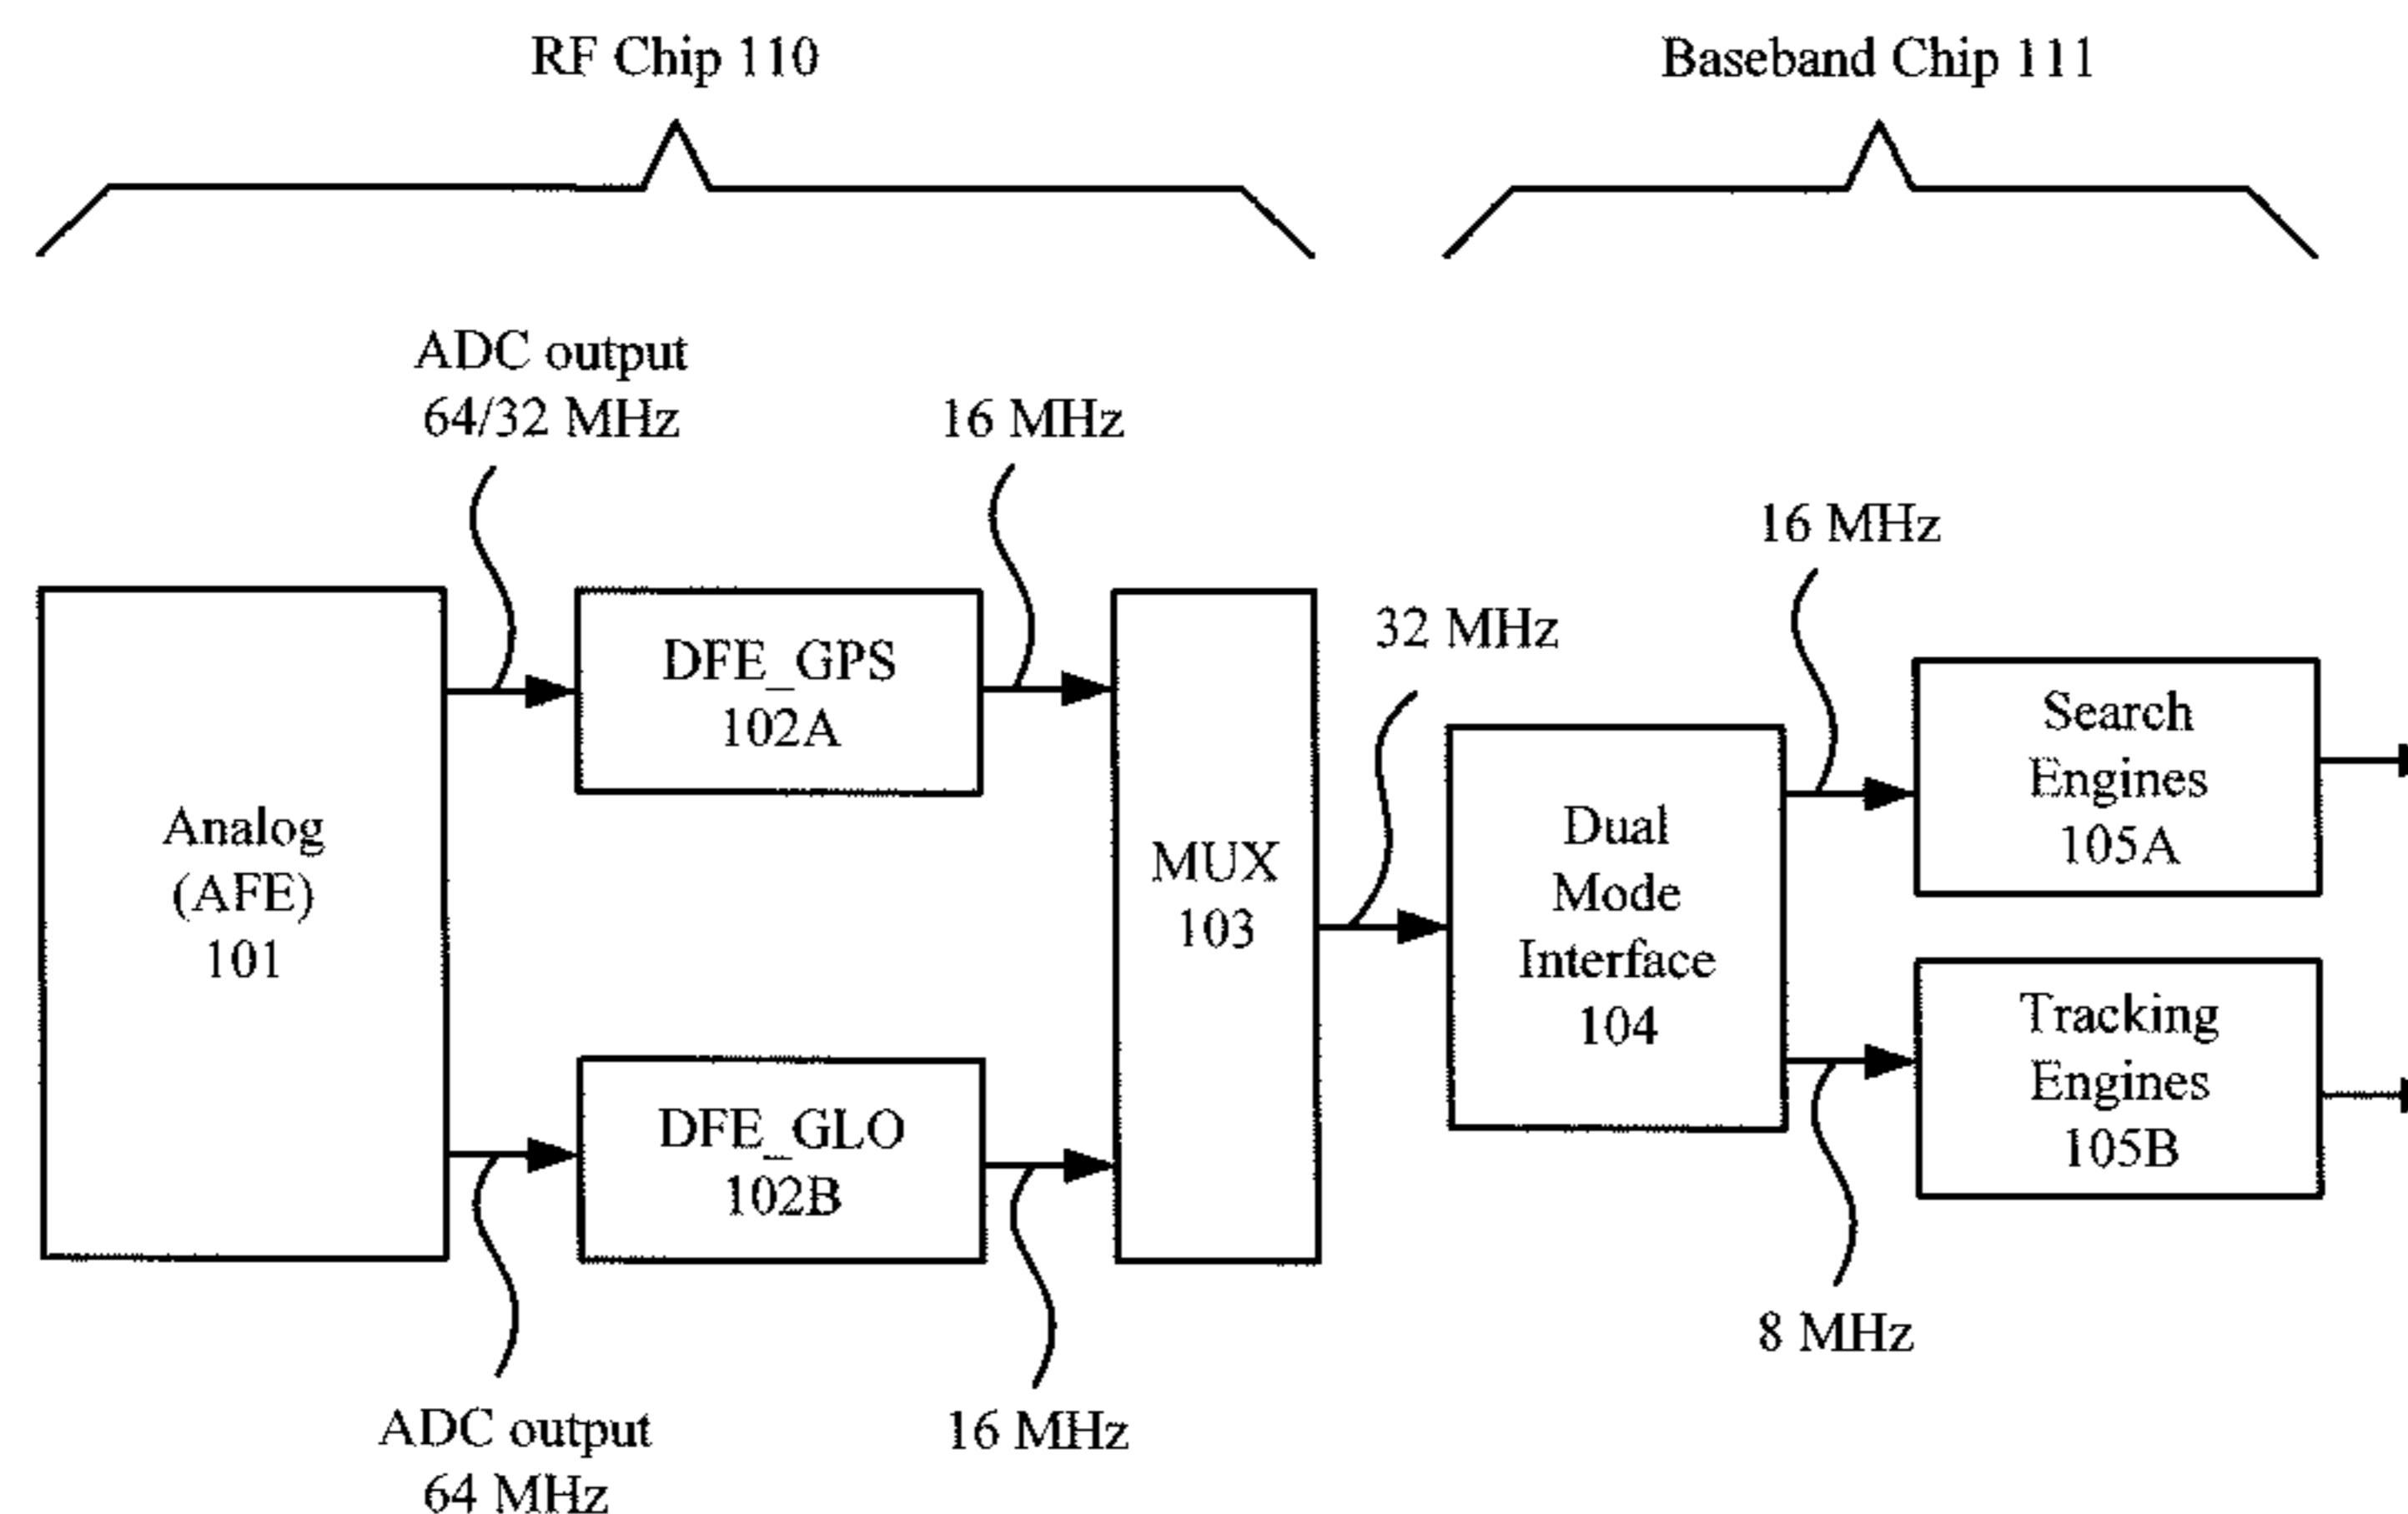 RF Chip 110
Baseband Chip 111
ADC output
64/32 MHz
16 MHz
16 MHz
32 MHz
DFE_GPS
102A
Analog
(AFE)
101
MUX
103
Dual
Mode
Interface
104
Search
Engines
105A
Tracking
Engines
105B
DFE_GLO
102B
8 MHz
ADC output
64 MHz
16 MHz